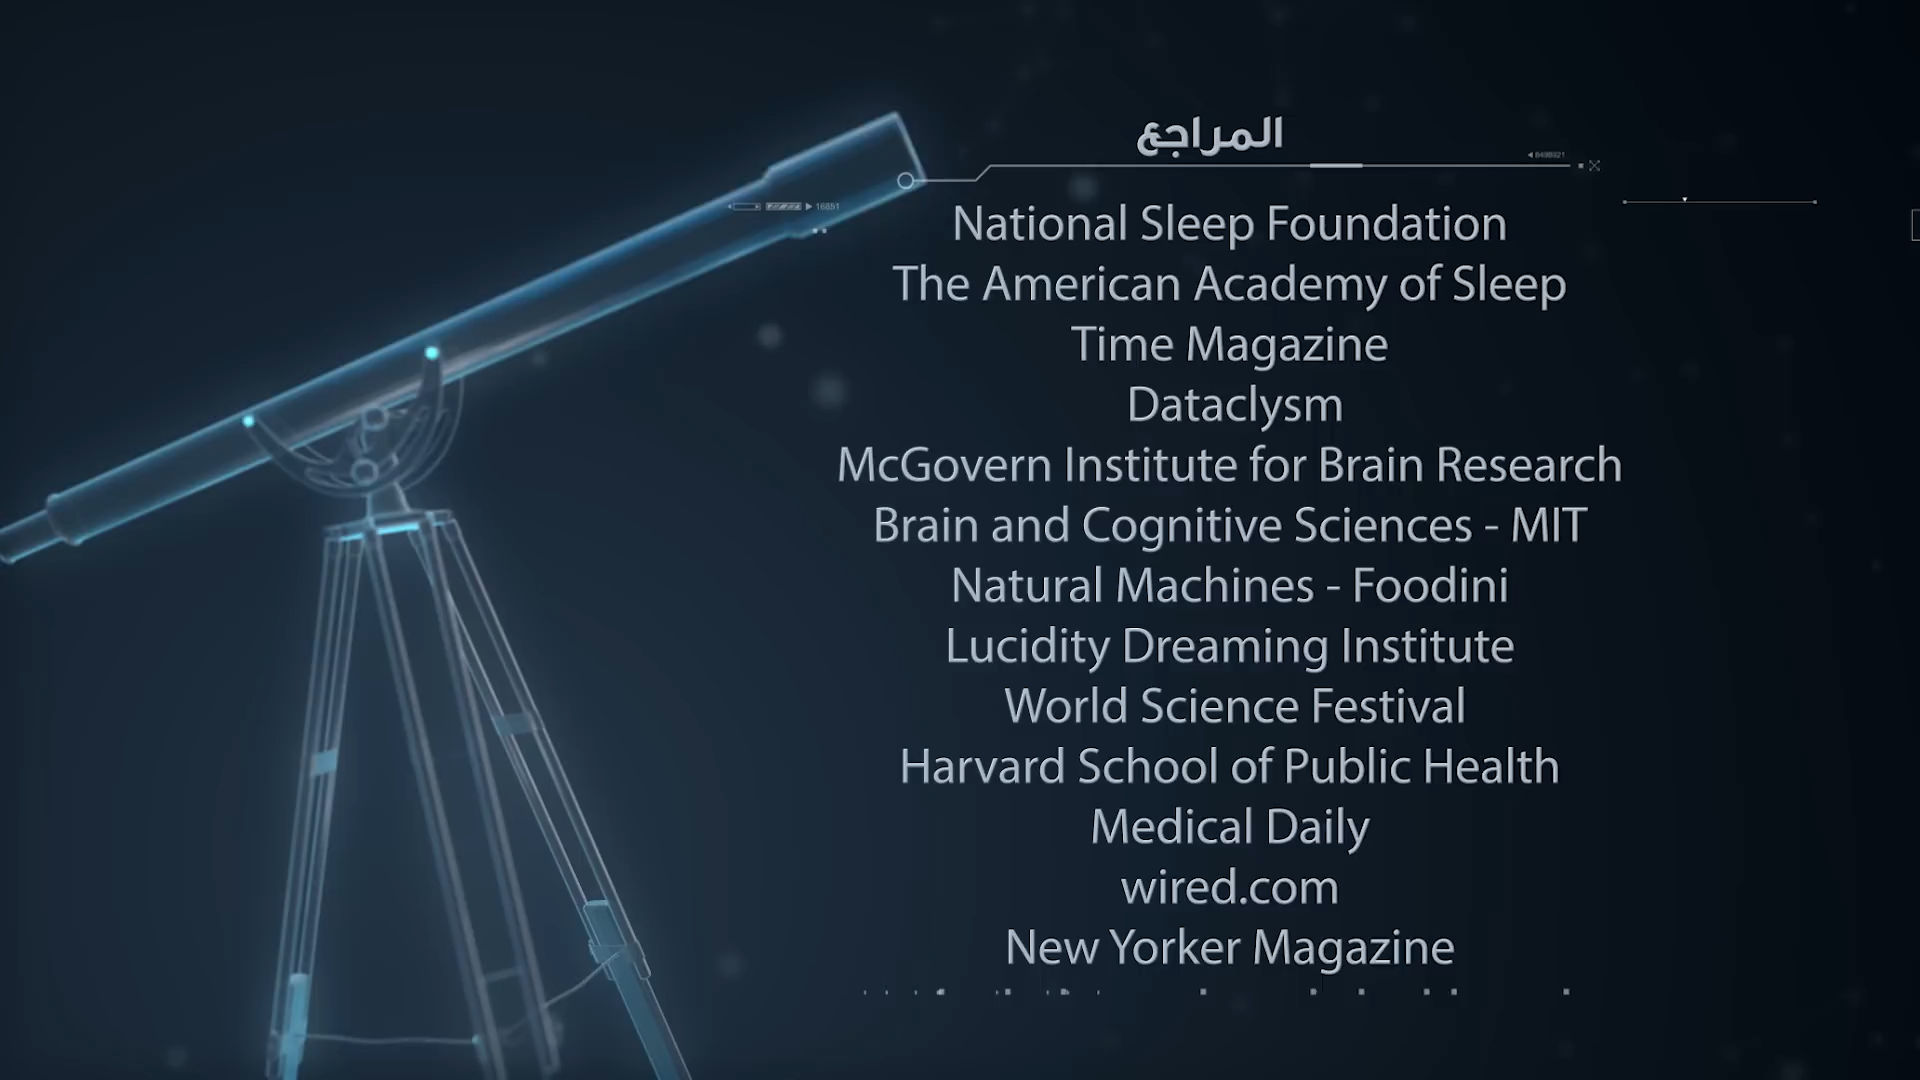 المراجع
16851
National Sleep Foundation
The American Academy of Sleep
Time Magazine
Dataclysm
McGovern Institute for Brain Research
Brain and Cognitive Sciences - MIT
Natural Machines - Foodini
Lucidity Dreaming Institute
World Science Festival
Harvard School of Public Health
Medical Daily
wired.com
New Yorker Magazine